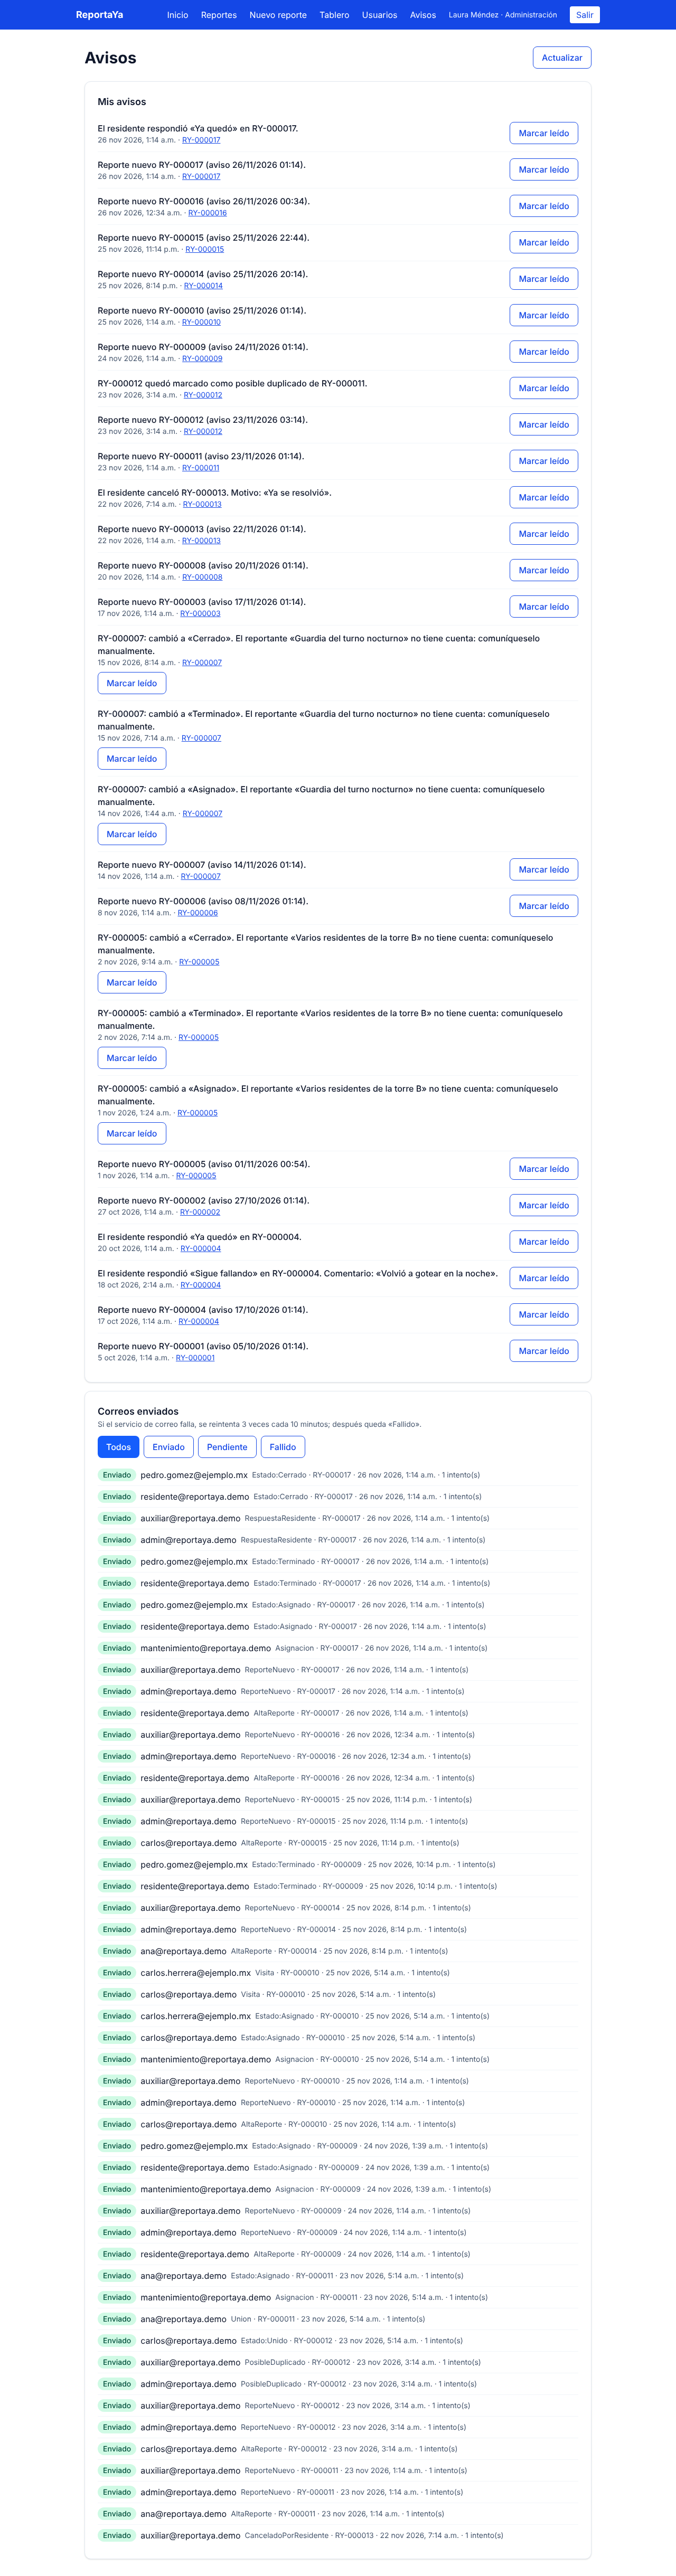 ReportaYa
Inicio Reportes Nuevo reporte Tablero Usuarios Avisos Laura Méndez · Administración Salir
Avisos
Actualizar
Mis avisos
El residente respondió «Ya quedó» en RY-000017.
26 nov 2026, 1:14 a.m. · RY-000017
Marcar leído
Reporte nuevo RY-000017 (aviso 26/11/2026 01:14).
26 nov 2026, 1:14 a.m. · RY-000017
Marcar leído
Reporte nuevo RY-000016 (aviso 26/11/2026 00:34).
26 nov 2026, 12:34 a.m. · RY-000016
Marcar leído
Reporte nuevo RY-000015 (aviso 25/11/2026 22:44).
25 nov 2026, 11:14 p.m. · RY-000015
Marcar leído
Reporte nuevo RY-000014 (aviso 25/11/2026 20:14).
25 nov 2026, 8:14 p.m. · RY-000014
Marcar leído
Reporte nuevo RY-000010 (aviso 25/11/2026 01:14).
25 nov 2026, 1:14 a.m. · RY-000010
Marcar leído
Reporte nuevo RY-000009 (aviso 24/11/2026 01:14).
24 nov 2026, 1:14 a.m. · RY-000009
Marcar leído
RY-000012 quedó marcado como posible duplicado de RY-000011.
23 nov 2026, 3:14 a.m. · RY-000012
Marcar leído
Reporte nuevo RY-000012 (aviso 23/11/2026 03:14).
23 nov 2026, 3:14 a.m. · RY-000012
Marcar leído
Reporte nuevo RY-000011 (aviso 23/11/2026 01:14).
23 nov 2026, 1:14 a.m. · RY-000011
Marcar leído
El residente canceló RY-000013. Motivo: «Ya se resolvió».
22 nov 2026, 7:14 a.m. · RY-000013
Marcar leído
Reporte nuevo RY-000013 (aviso 22/11/2026 01:14).
22 nov 2026, 1:14 a.m. · RY-000013
Marcar leído
Reporte nuevo RY-000008 (aviso 20/11/2026 01:14).
20 nov 2026, 1:14 a.m. · RY-000008
Marcar leído
Reporte nuevo RY-000003 (aviso 17/11/2026 01:14).
17 nov 2026, 1:14 a.m. · RY-000003
Marcar leído
RY-000007: cambió a «Cerrado». El reportante «Guardia del turno nocturno» no tiene cuenta: comuníqueselo
manualmente.
15 nov 2026, 8:14 a.m. · RY-000007
Marcar leído
RY-000007: cambió a «Terminado». El reportante «Guardia del turno nocturno» no tiene cuenta: comuníqueselo
manualmente.
15 nov 2026, 7:14 a.m. · RY-000007
Marcar leído
RY-000007: cambió a «Asignado». El reportante «Guardia del turno nocturno» no tiene cuenta: comuníqueselo
manualmente.
14 nov 2026, 1:44 a.m. · RY-000007
Marcar leído
Reporte nuevo RY-000007 (aviso 14/11/2026 01:14).
14 nov 2026, 1:14 a.m. · RY-000007
Marcar leído
Reporte nuevo RY-000006 (aviso 08/11/2026 01:14).
8 nov 2026, 1:14 a.m. · RY-000006
Marcar leído
RY-000005: cambió a «Cerrado». El reportante «Varios residentes de la torre B» no tiene cuenta: comuníqueselo
manualmente.
2 nov 2026, 9:14 a.m. · RY-000005
Marcar leído
RY-000005: cambió a «Terminado». El reportante «Varios residentes de la torre B» no tiene cuenta: comuníqueselo
manualmente.
2 nov 2026, 7:14 a.m. · RY-000005
Marcar leído
RY-000005: cambió a «Asignado». El reportante «Varios residentes de la torre B» no tiene cuenta: comuníqueselo
manualmente.
1 nov 2026, 1:24 a.m. · RY-000005
Marcar leído
Reporte nuevo RY-000005 (aviso 01/11/2026 00:54).
1 nov 2026, 1:14 a.m. · RY-000005
Marcar leído
Reporte nuevo RY-000002 (aviso 27/10/2026 01:14).
27 oct 2026, 1:14 a.m. · RY-000002
Marcar leído
El residente respondió «Ya quedó» en RY-000004.
20 oct 2026, 1:14 a.m. · RY-000004
Marcar leído
El residente respondió «Sigue fallando» en RY-000004. Comentario: «Volvió a gotear en la noche».
18 oct 2026, 2:14 a.m. · RY-000004
Marcar leído
Reporte nuevo RY-000004 (aviso 17/10/2026 01:14).
17 oct 2026, 1:14 a.m. · RY-000004
Marcar leído
Reporte nuevo RY-000001 (aviso 05/10/2026 01:14).
5 oct 2026, 1:14 a.m. · RY-000001
Marcar leído
Correos enviados
Si el servicio de correo falla, se reintenta 3 veces cada 10 minutos; después queda «Fallido».
Todos Enviado Pendiente Fallido
Enviado pedro.gomez@ejemplo.mx Estado:Cerrado · RY-000017 · 26 nov 2026, 1:14 a.m. · 1 intento(s)
Enviado residente@reportaya.demo Estado:Cerrado · RY-000017 · 26 nov 2026, 1:14 a.m. · 1 intento(s)
Enviado auxiliar@reportaya.demo RespuestaResidente · RY-000017 · 26 nov 2026, 1:14 a.m. · 1 intento(s)
Enviado admin@reportaya.demo RespuestaResidente · RY-000017 · 26 nov 2026, 1:14 a.m. · 1 intento(s)
Enviado pedro.gomez@ejemplo.mx Estado:Terminado · RY-000017 · 26 nov 2026, 1:14 a.m. · 1 intento(s)
Enviado residente@reportaya.demo Estado:Terminado · RY-000017 · 26 nov 2026, 1:14 a.m. · 1 intento(s)
Enviado pedro.gomez@ejemplo.mx Estado:Asignado · RY-000017 · 26 nov 2026, 1:14 a.m. · 1 intento(s)
Enviado residente@reportaya.demo Estado:Asignado · RY-000017 · 26 nov 2026, 1:14 a.m. · 1 intento(s)
Enviado mantenimiento@reportaya.demo Asignacion · RY-000017 · 26 nov 2026, 1:14 a.m. · 1 intento(s)
Enviado auxiliar@reportaya.demo ReporteNuevo · RY-000017 · 26 nov 2026, 1:14 a.m. · 1 intento(s)
Enviado admin@reportaya.demo ReporteNuevo · RY-000017 · 26 nov 2026, 1:14 a.m. · 1 intento(s)
Enviado residente@reportaya.demo AltaReporte · RY-000017 · 26 nov 2026, 1:14 a.m. · 1 intento(s)
Enviado auxiliar@reportaya.demo ReporteNuevo · RY-000016 · 26 nov 2026, 12:34 a.m. · 1 intento(s)
Enviado admin@reportaya.demo ReporteNuevo · RY-000016 · 26 nov 2026, 12:34 a.m. · 1 intento(s)
Enviado residente@reportaya.demo AltaReporte · RY-000016 · 26 nov 2026, 12:34 a.m. · 1 intento(s)
Enviado auxiliar@reportaya.demo ReporteNuevo · RY-000015 · 25 nov 2026, 11:14 p.m. · 1 intento(s)
Enviado admin@reportaya.demo ReporteNuevo · RY-000015 · 25 nov 2026, 11:14 p.m. · 1 intento(s)
Enviado carlos@reportaya.demo AltaReporte · RY-000015 · 25 nov 2026, 11:14 p.m. · 1 intento(s)
Enviado pedro.gomez@ejemplo.mx Estado:Terminado · RY-000009 · 25 nov 2026, 10:14 p.m. · 1 intento(s)
Enviado residente@reportaya.demo Estado:Terminado · RY-000009 · 25 nov 2026, 10:14 p.m. · 1 intento(s)
Enviado auxiliar@reportaya.demo ReporteNuevo · RY-000014 · 25 nov 2026, 8:14 p.m. · 1 intento(s)
Enviado admin@reportaya.demo ReporteNuevo · RY-000014 · 25 nov 2026, 8:14 p.m. · 1 intento(s)
Enviado ana@reportaya.demo AltaReporte · RY-000014 · 25 nov 2026, 8:14 p.m. · 1 intento(s)
Enviado carlos.herrera@ejemplo.mx Visita · RY-000010 · 25 nov 2026, 5:14 a.m. · 1 intento(s)
Enviado carlos@reportaya.demo Visita · RY-000010 · 25 nov 2026, 5:14 a.m. · 1 intento(s)
Enviado carlos.herrera@ejemplo.mx Estado:Asignado · RY-000010 · 25 nov 2026, 5:14 a.m. · 1 intento(s)
Enviado carlos@reportaya.demo Estado:Asignado · RY-000010 · 25 nov 2026, 5:14 a.m. · 1 intento(s)
Enviado mantenimiento@reportaya.demo Asignacion · RY-000010 · 25 nov 2026, 5:14 a.m. · 1 intento(s)
Enviado auxiliar@reportaya.demo ReporteNuevo · RY-000010 · 25 nov 2026, 1:14 a.m. · 1 intento(s)
Enviado admin@reportaya.demo ReporteNuevo · RY-000010 · 25 nov 2026, 1:14 a.m. · 1 intento(s)
Enviado carlos@reportaya.demo AltaReporte · RY-000010 · 25 nov 2026, 1:14 a.m. · 1 intento(s)
Enviado pedro.gomez@ejemplo.mx Estado:Asignado · RY-000009 · 24 nov 2026, 1:39 a.m. · 1 intento(s)
Enviado residente@reportaya.demo Estado:Asignado · RY-000009 · 24 nov 2026, 1:39 a.m. · 1 intento(s)
Enviado mantenimiento@reportaya.demo Asignacion · RY-000009 · 24 nov 2026, 1:39 a.m. · 1 intento(s)
Enviado auxiliar@reportaya.demo ReporteNuevo · RY-000009 · 24 nov 2026, 1:14 a.m. · 1 intento(s)
Enviado admin@reportaya.demo ReporteNuevo · RY-000009 · 24 nov 2026, 1:14 a.m. · 1 intento(s)
Enviado residente@reportaya.demo AltaReporte · RY-000009 · 24 nov 2026, 1:14 a.m. · 1 intento(s)
Enviado ana@reportaya.demo Estado:Asignado · RY-000011 · 23 nov 2026, 5:14 a.m. · 1 intento(s)
Enviado mantenimiento@reportaya.demo Asignacion · RY-000011 · 23 nov 2026, 5:14 a.m. · 1 intento(s)
Enviado ana@reportaya.demo Union · RY-000011 · 23 nov 2026, 5:14 a.m. · 1 intento(s)
Enviado carlos@reportaya.demo Estado:Unido · RY-000012 · 23 nov 2026, 5:14 a.m. · 1 intento(s)
Enviado auxiliar@reportaya.demo PosibleDuplicado · RY-000012 · 23 nov 2026, 3:14 a.m. · 1 intento(s)
Enviado admin@reportaya.demo PosibleDuplicado · RY-000012 · 23 nov 2026, 3:14 a.m. · 1 intento(s)
Enviado auxiliar@reportaya.demo ReporteNuevo · RY-000012 · 23 nov 2026, 3:14 a.m. · 1 intento(s)
Enviado admin@reportaya.demo ReporteNuevo · RY-000012 · 23 nov 2026, 3:14 a.m. · 1 intento(s)
Enviado carlos@reportaya.demo AltaReporte · RY-000012 · 23 nov 2026, 3:14 a.m. · 1 intento(s)
Enviado auxiliar@reportaya.demo ReporteNuevo · RY-000011 · 23 nov 2026, 1:14 a.m. · 1 intento(s)
Enviado admin@reportaya.demo ReporteNuevo · RY-000011 · 23 nov 2026, 1:14 a.m. · 1 intento(s)
Enviado ana@reportaya.demo AltaReporte · RY-000011 · 23 nov 2026, 1:14 a.m. · 1 intento(s)
Enviado auxiliar@reportaya.demo CanceladoPorResidente · RY-000013 · 22 nov 2026, 7:14 a.m. · 1 intento(s)